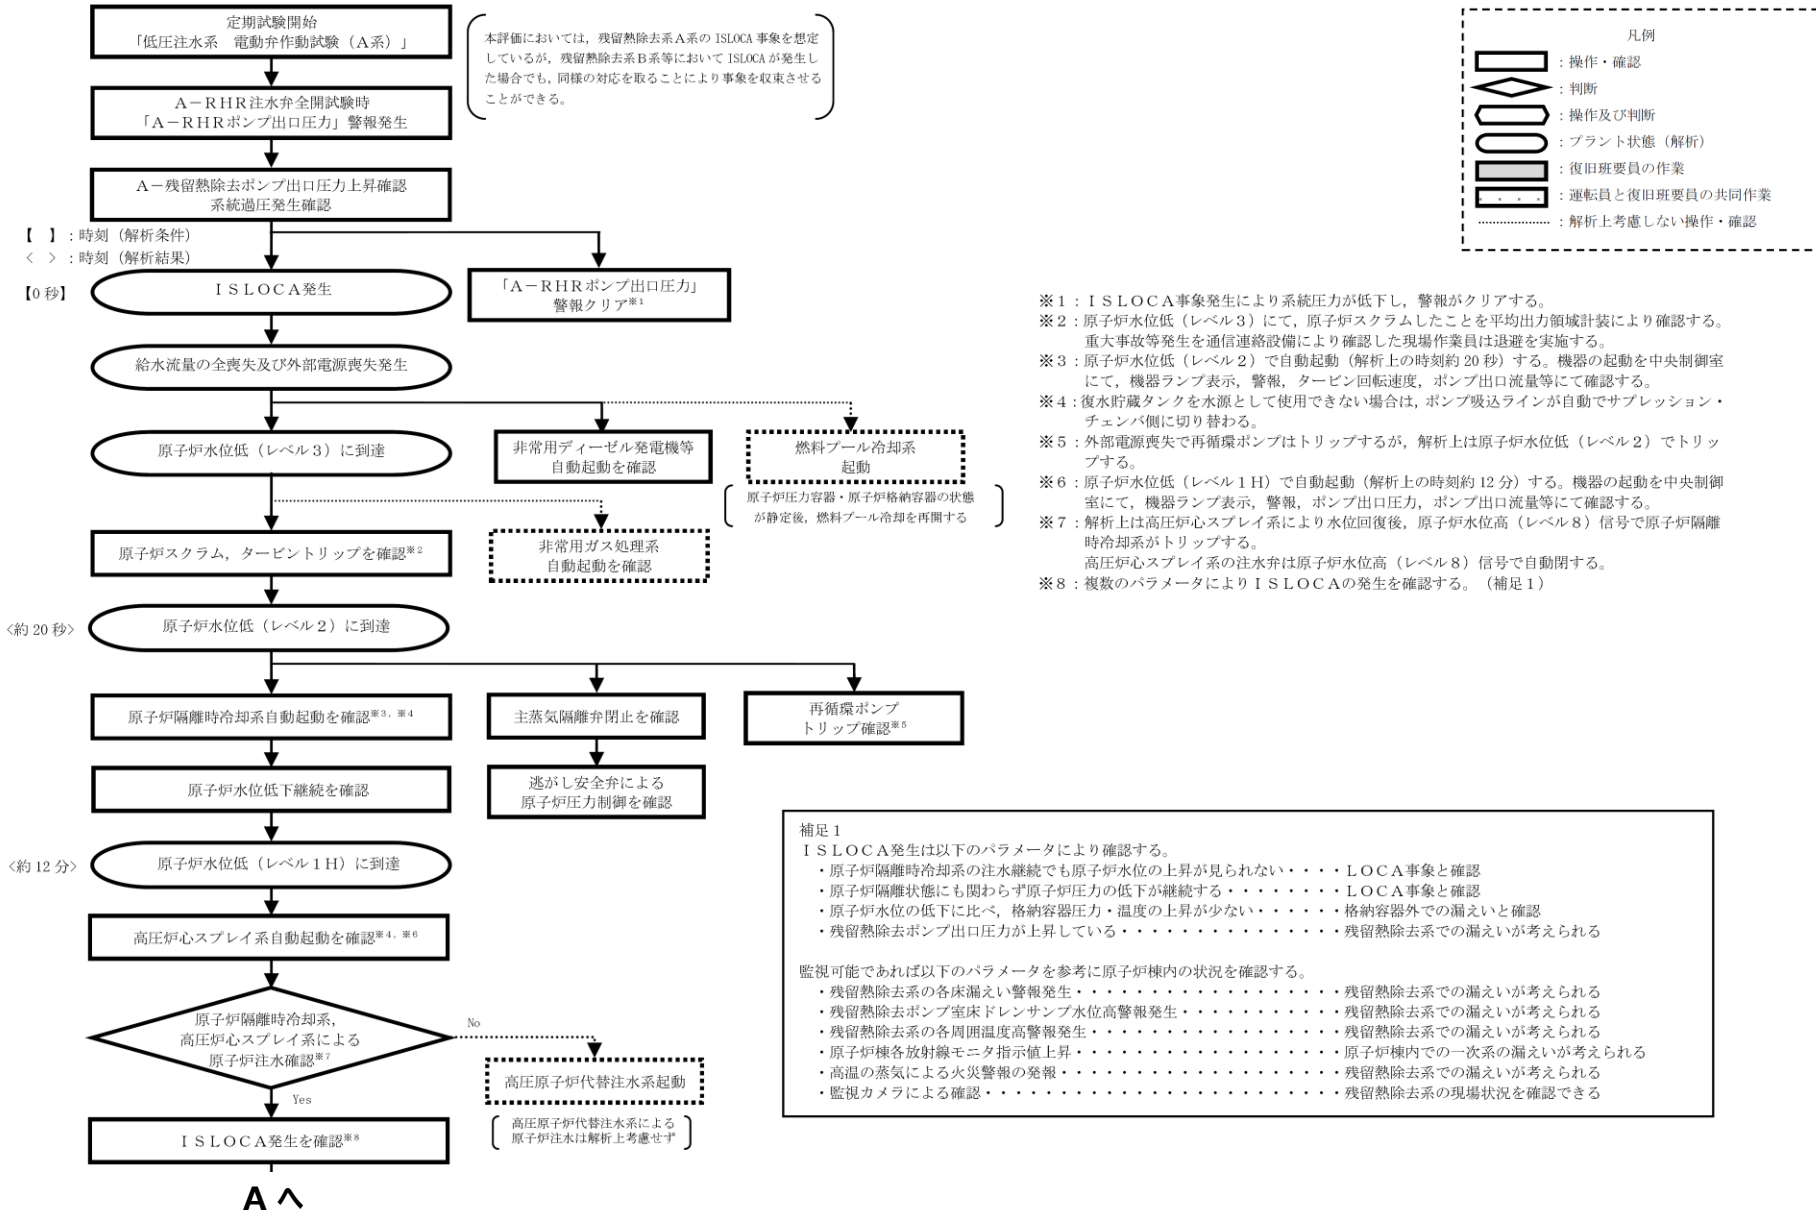 定期試験開始
「低圧注水系　電動弁作動試験（A系）」
本評価においては，残留熱除去系A系の ISLOCA 事象を想定
しているが，残留熱除去系B系等において ISLOCA が発生し
た場合でも，同様の対応を取ることにより事象を収束させる
ことができる。
凡例
：操作・確認
：判断
：操作及び判断
：プラント状態（解析）
：復旧班要員の作業
：運転員と復旧班要員の共同作業
：解析上考慮しない操作・確認
A－RHR注水弁全開試験時
「A－RHRポンプ出口圧力」警報発生
A－残留熱除去ポンプ出口圧力上昇確認
系統過圧発生確認
【　】：時刻（解析条件）
＜　＞：時刻（解析結果）
【0 秒】
ISLOCA発生
「A－RHRポンプ出口圧力」
警報クリア※1
給水流量の全喪失及び外部電源喪失発生
原子炉水位低（レベル3）に到達
非常用ディーゼル発電機等
自動起動を確認
燃料プール冷却系
起動
原子炉圧力容器・原子炉格納容器の状態
が静定後，燃料プール冷却を再開する
原子炉スクラム，タービントリップを確認※2
非常用ガス処理系
自動起動を確認
＜約 20 秒＞
原子炉水位低（レベル2）に到達
原子炉隔離時冷却系自動起動を確認※3，※4
主蒸気隔離弁閉止を確認
再循環ポンプ
トリップ確認※5
原子炉水位低下継続を確認
逃がし安全弁による
原子炉圧力制御を確認
＜約 12 分＞
原子炉水位低（レベル1H）に到達
高圧炉心スプレイ系自動起動を確認※4，※6
原子炉隔離時冷却系，
高圧炉心スプレイ系による
原子炉注水確認※7
No
Yes
高圧原子炉代替注水系起動
高圧原子炉代替注水系による
原子炉注水は解析上考慮せず
ISLOCA発生を確認※8
Aへ
※1：ISLOCA事象発生により系統圧力が低下し，警報がクリアする。
※2：原子炉水位低（レベル3）にて，原子炉スクラムしたことを平均出力領域計装により確認する。
重大事故等発生を通信連絡設備により確認した現場作業員は退避を実施する。
※3：原子炉水位低（レベル2）で自動起動（解析上の時刻約 20 秒）する。機器の起動を中央制御室
にて，機器ランプ表示，警報，タービン回転速度，ポンプ出口流量等にて確認する。
※4：復水貯蔵タンクを水源として使用できない場合は，ポンプ吸込ラインが自動でサプレッション・
チェンバ側に切り替わる。
※5：外部電源喪失で再循環ポンプはトリップするが，解析上は原子炉水位低（レベル2）でトリッ
プする。
※6：原子炉水位低（レベル1H）で自動起動（解析上の時刻約 12 分）する。機器の起動を中央制御
室にて，機器ランプ表示，警報，ポンプ出口圧力，ポンプ出口流量等にて確認する。
※7：解析上は高圧炉心スプレイ系により水位回復後，原子炉水位高（レベル8）信号で原子炉隔離
時冷却系がトリップする。
高圧炉心スプレイ系の注水弁は原子炉水位高（レベル8）信号で自動閉する。
※8：複数のパラメータによりISLOCAの発生を確認する。（補足1）
補足1
ISLOCA発生は以下のパラメータにより確認する。
・原子炉隔離時冷却系の注水継続でも原子炉水位の上昇が見られない・・・・LOCA事象と確認
・原子炉隔離状態にも関わらず原子炉圧力の低下が継続する・・・・・・・・LOCA事象と確認
・原子炉水位の低下に比べ，格納容器圧力・温度の上昇が少ない・・・・・・格納容器外での漏えいと確認
・残留熱除去ポンプ出口圧力が上昇している・・・・・・・・・・・・・・・残留熱除去系での漏えいが考えられる
監視可能であれば以下のパラメータを参考に原子炉棟内の状況を確認する。
・残留熱除去系の各床漏えい警報発生・・・・・・・・・・・・・・・・・・残留熱除去系での漏えいが考えられる
・残留熱除去ポンプ室床ドレンサンプ水位高警報発生・・・・・・・・・・・残留熱除去系での漏えいが考えられる
・残留熱除去系の各周囲温度高警報発生・・・・・・・・・・・・・・・・・残留熱除去系での漏えいが考えられる
・原子炉棟各放射線モニタ指示値上昇・・・・・・・・・・・・・・・・・・原子炉棟内での一次系の漏えいが考えられる
・高温の蒸気による火災警報の発報・・・・・・・・・・・・・・・・・・・残留熱除去系での漏えいが考えられる
・監視カメラによる確認・・・・・・・・・・・・・・・・・・・・・・・・残留熱除去系の現場状況を確認できる